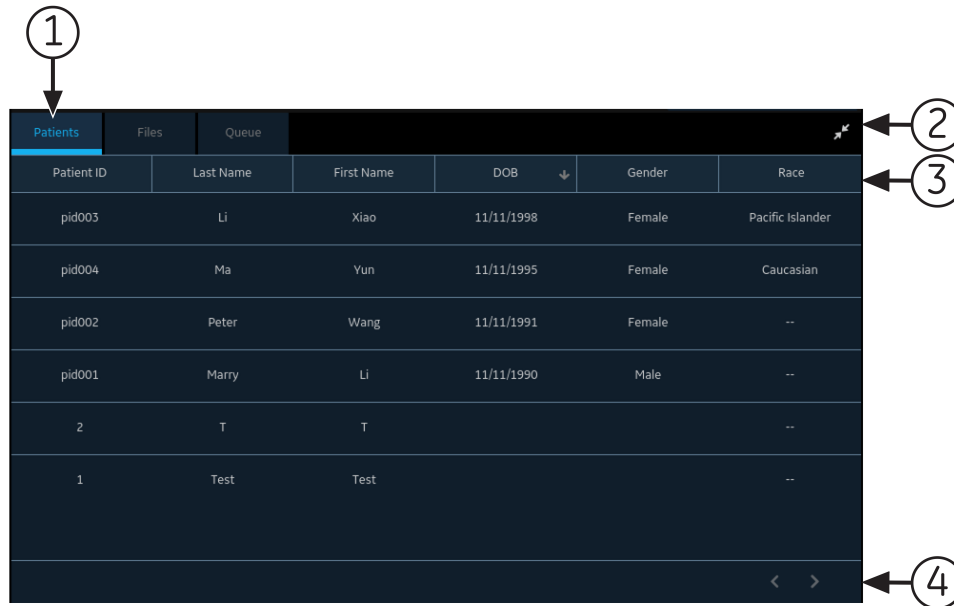 1
Patients Files Queue
2
Patient ID Last Name First Name DOB Gender Race
3
pid003 Li Xiao 11/11/1998 Female Pacific Islander
pid004 Ma Yun 11/11/1995 Female Caucasian
pid002 Peter Wang 11/11/1991 Female --
pid001 Marry Li 11/11/1990 Male --
2 T T --
1 Test Test --
4